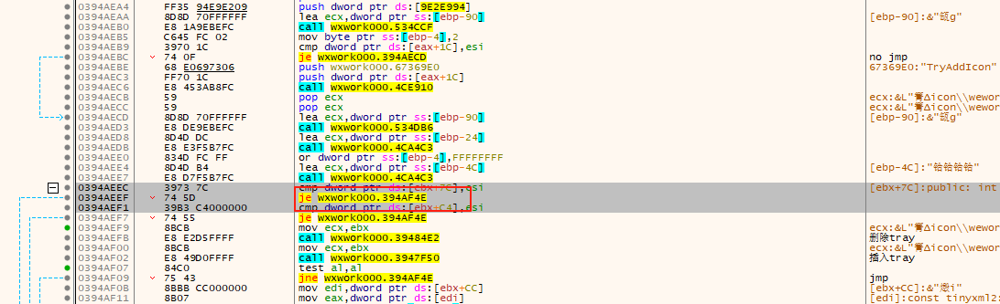 0394AEA4 FF35 94E9E209 push dword ptr ds:[9E2E994]
0394AEAA 8D8D 70FFFFFF lea ecx,dword ptr ss:[ebp-90] [ebp-90]:&"瓴g"
0394AEB0 E8 1A9EBEFC call wxwork000.534CCF
0394AEB5 C645 FC 02 mov byte ptr ss:[ebp-4],2
0394AEB9 3970 1C cmp dword ptr ds:[eax+1C],esi
0394AEBC 74 0F je wxwork000.394AECD no jmp
0394AEBE 68 E0697306 push wxwork000.67369E0 67369E0:"TryAddIcon"
0394AEC3 FF70 1C push dword ptr ds:[eax+1C]
0394AEC6 E8 453AB8FC call wxwork000.4CE910
0394AECB 59 pop ecx ecx:&L"膏Δicon\\wewor
0394AECC 59 pop ecx ecx:&L"膏Δicon\\wewor
0394AECD 8D8D 70FFFFFF lea ecx,dword ptr ss:[ebp-90] [ebp-90]:&"瓴g"
0394AED3 E8 DE9EBEFC call wxwork000.534DB6
0394AED8 8D4D DC lea ecx,dword ptr ss:[ebp-24]
0394AEDB E8 E3F5B7FC call wxwork000.4CA4C3
0394AEE0 834D FC FF or dword ptr ss:[ebp-4],FFFFFFFF
0394AEE4 8D4D B4 lea ecx,dword ptr ss:[ebp-4C] [ebp-4C]:"铪铪铪铪"
0394AEE7 E8 D7F5B7FC call wxwork000.4CA4C3
0394AEEC 3973 7C cmp dword ptr ds:[ebx+7C],esi [ebx+7C]:public: int
0394AEEF 74 5D je wxwork000.394AF4E
0394AEF1 39B3 C4000000 cmp dword ptr ds:[ebx+C4],esi
0394AEF7 74 55 je wxwork000.394AF4E
0394AEF9 8BCB mov ecx,ebx ecx:&L"膏Δicon\\wewor
0394AEFB E8 E2D5FFFF call wxwork000.39484E2 删除tray
0394AF00 8BCB mov ecx,ebx ecx:&L"膏Δicon\\wewor
0394AF02 E8 49D0FFFF call wxwork000.3947F50 插入tray
0394AF07 84C0 test al,al
0394AF09 75 43 jne wxwork000.394AF4E jmp
0394AF0B 8BBB CC000000 mov edi,dword ptr ds:[ebx+CC]
0394AF11 8B07 mov eax,dword ptr ds:[edi] [edi]:const tinyxml2: